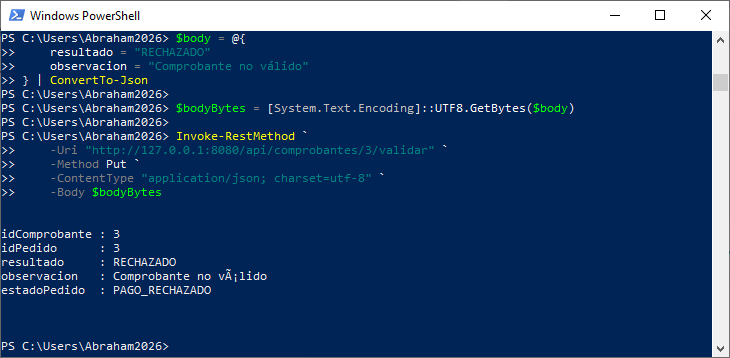 Windows PowerShell
PS C:\Users\Abraham2026> $body = @{
>>     resultado = "RECHAZADO"
>>     observacion = "Comprobante no válido"
>> } | ConvertTo-Json
PS C:\Users\Abraham2026>
PS C:\Users\Abraham2026> $bodyBytes = [System.Text.Encoding]::UTF8.GetBytes($body)
PS C:\Users\Abraham2026>
PS C:\Users\Abraham2026> Invoke-RestMethod `
>>     -Uri "http://127.0.0.1:8080/api/comprobantes/3/validar" `
>>     -Method Put `
>>     -ContentType "application/json; charset=utf-8" `
>>     -Body $bodyBytes
idComprobante : 3
idPedido      : 3
resultado     : RECHAZADO
observacion   : Comprobante no vÃ¡lido
estadoPedido  : PAGO_RECHAZADO
PS C:\Users\Abraham2026>